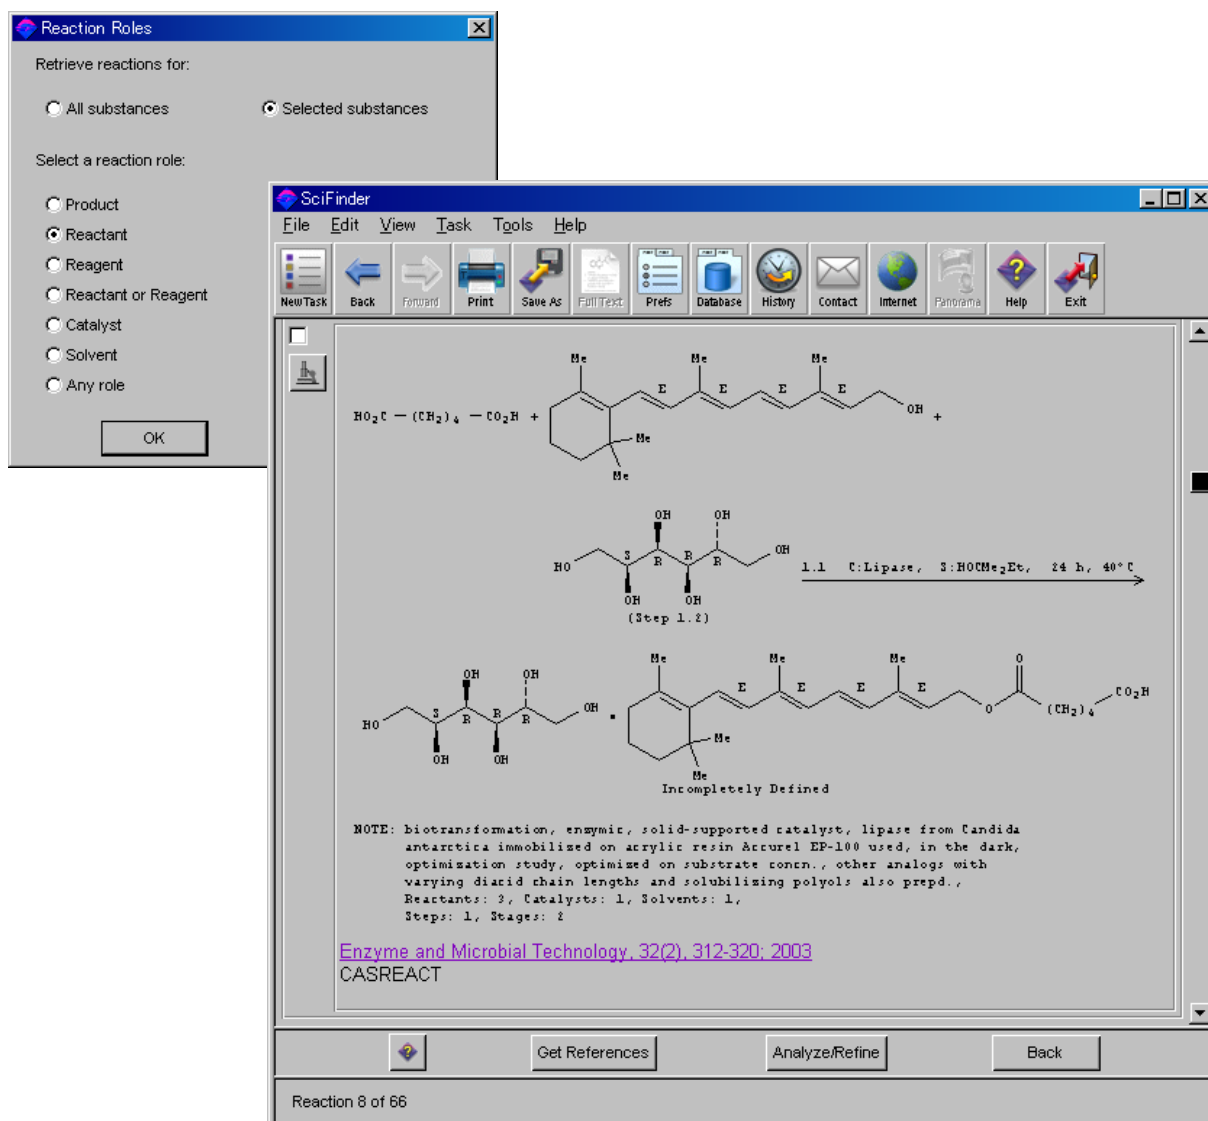 Reaction Roles
Retrieve reactions for:
All substances
Selected substances
Select a reaction role:
Product
Reactant
Reagent
Reactant or Reagent
Catalyst
Solvent
Any role
OK
SciFinder
File Edit View Task Tools Help
New Task Back Forward Print Save As Full Text Prefs Database History Contact Internet Panorama Help Exit
Me Me Me
E E E E
HO₂C — (CH₂)₄ — CO₂H +
OH +
Me
Me
OH OH
OH
S R R R
HO
OH OH
(Step 1.2)
1.1 C:Lipase, S:HOCMe₂Et, 24 h, 40°C
OH OH
OH
S R R R
HO
OH OH
Me Me Me
E E E E
O
O
(CH₂)₄
CO₂H
Me
Me
Incompletely Defined
NOTE: biotransformation, enzymic, solid-supported catalyst, lipase from Candida
antarctica immobilized on acrylic resin Accurel EP-100 used, in the dark,
optimization study, optimized on substrate concn., other analogs with
varying diacid chain lengths and solubilizing polyols also prepd.,
Reactants: 3, Catalysts: 1, Solvents: 1,
Steps: 1, Stages: 2
Enzyme and Microbial Technology, 32(2), 312-320; 2003
CASREACT
Get References
Analyze/Refine
Back
Reaction 8 of 66